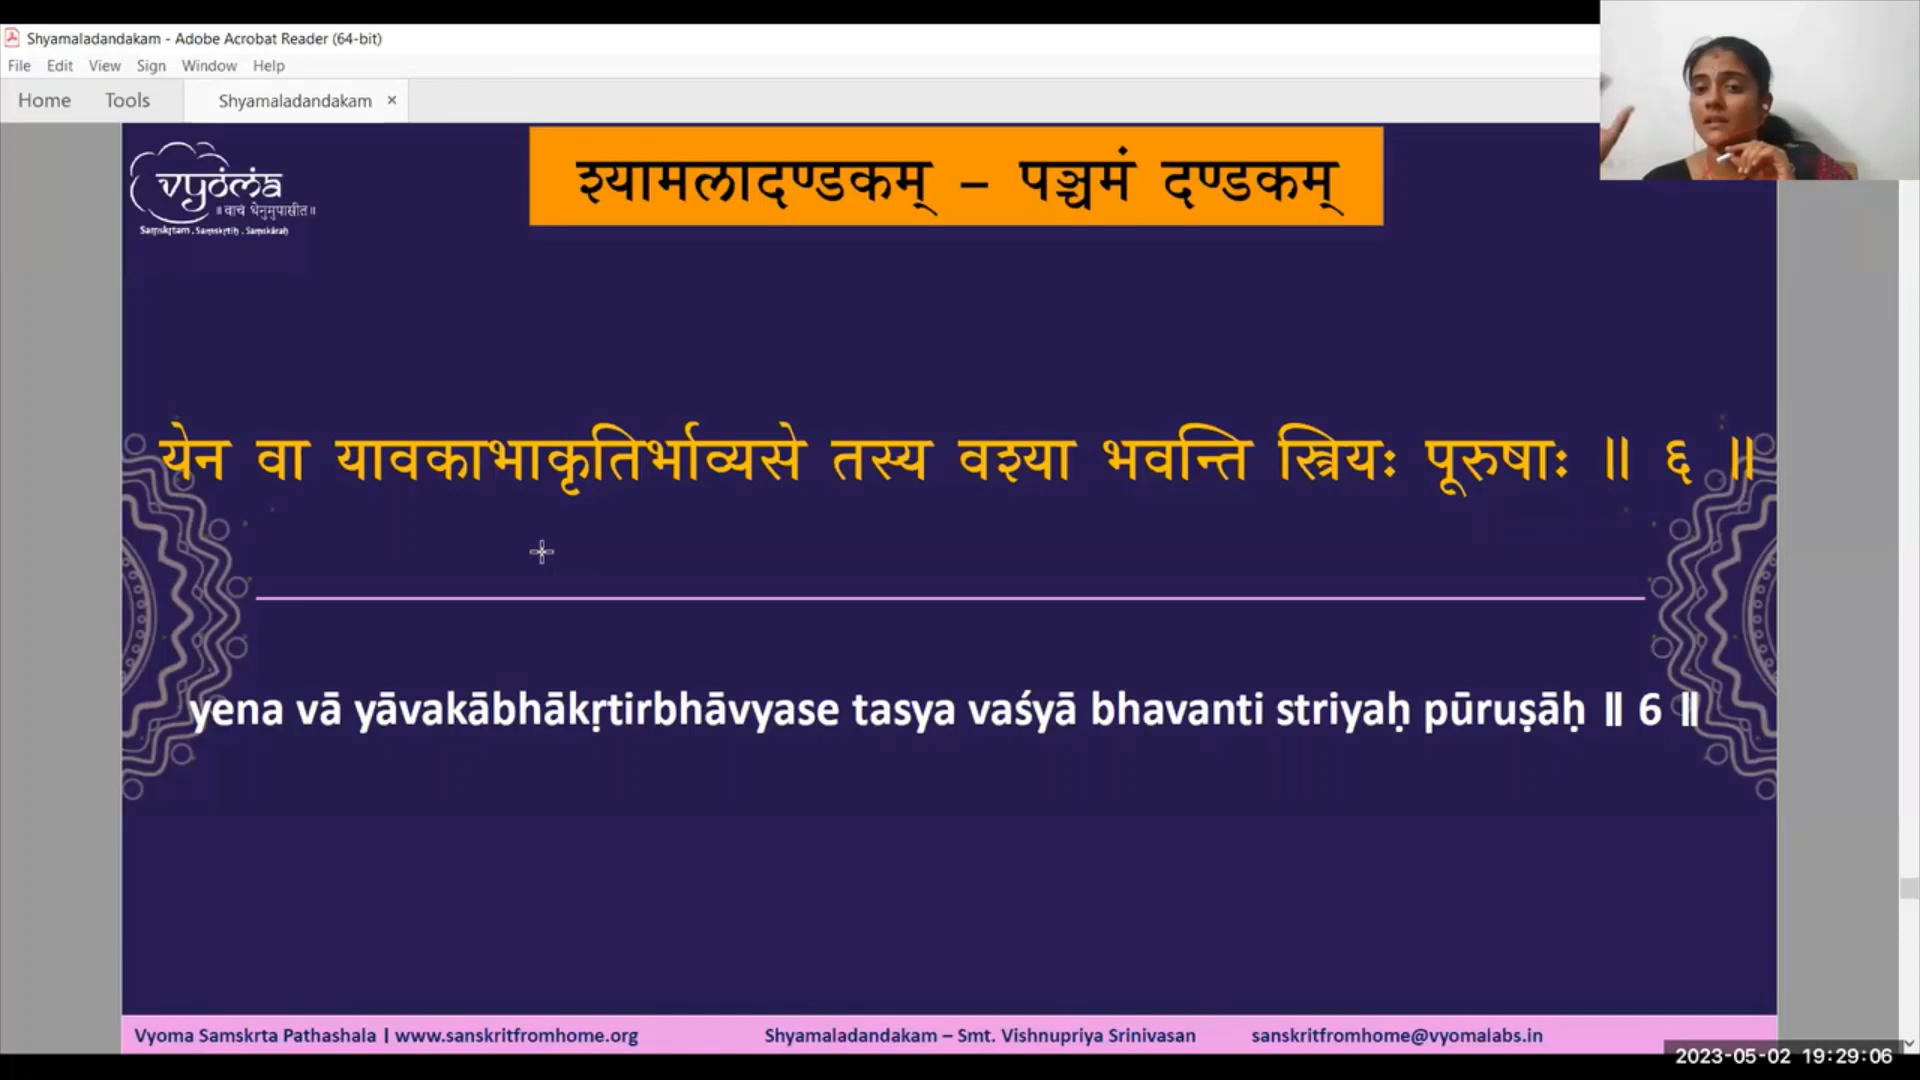 Shyamaladandakam - Adobe Acrobat Reader (64-bit)
File Edit View Sign Window Help
Home Tools Shyamaladandakam ×
vyoma
॥ वाचं धेनुमुपासीत॥
Saṃskṛtam . Saṃskṛtiḥ . Saṃskāraḥ
श्यामलादण्डकम् – पञ्चमं दण्डकम्
येन वा यावकाभाकृतिर्भाव्यसे तस्य वश्या भवन्ति स्त्रियः पूरुषाः ॥ ६ ॥
yena vā yāvakābhākṛtirbhāvyase tasya vaśyā bhavanti striyaḥ pūruṣāḥ ॥ 6 ॥
Vyoma Samskrta Pathashala | www.sanskritfromhome.org Shyamaladandakam – Smt. Vishnupriya Srinivasan sanskritfromhome@vyomalabs.in
2023-05-02 19:29:06